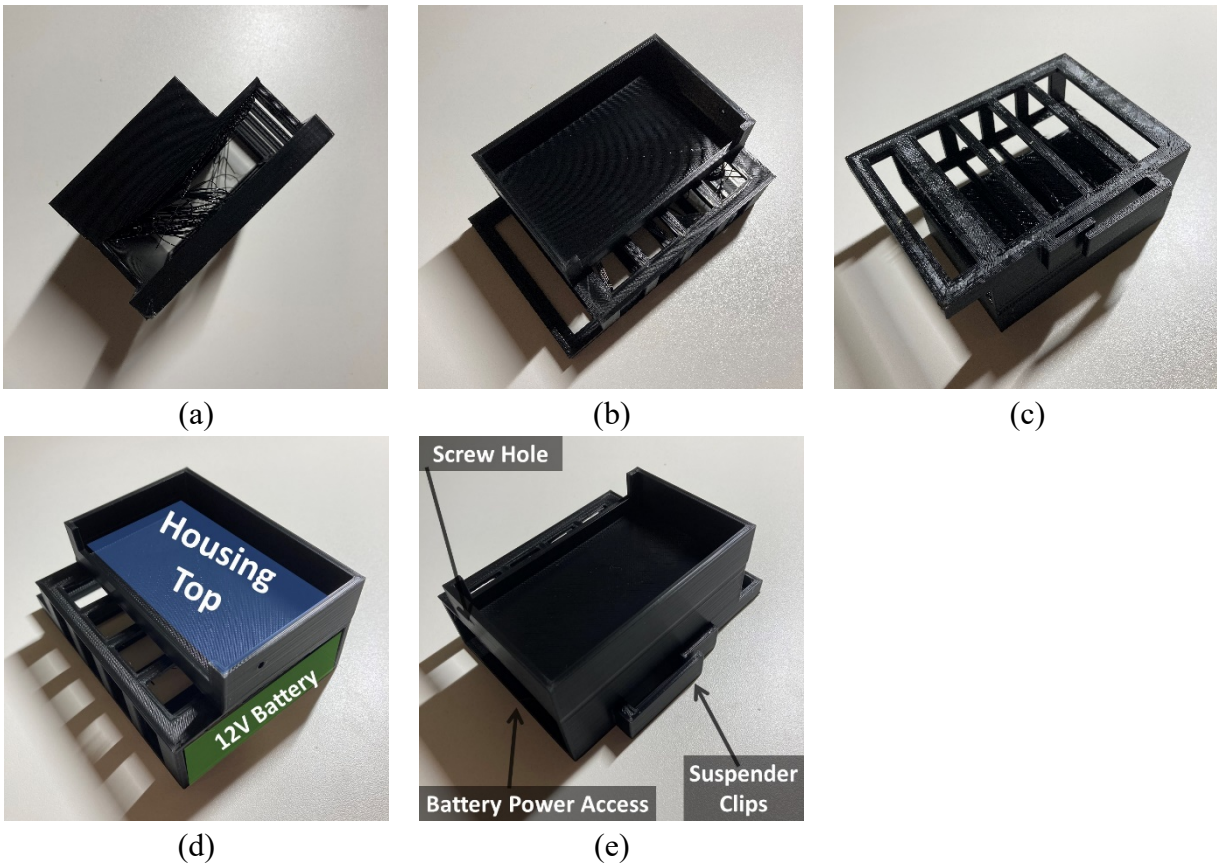 (a)
(b)
(c)
Housing
Top
12V Battery
Screw Hole
Battery Power Access
Suspender
Clips
(d)
(e)